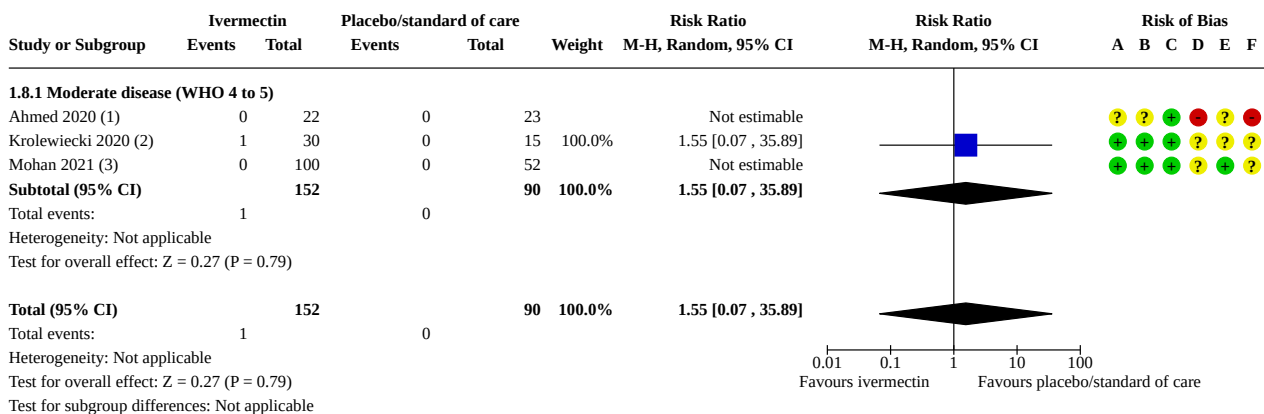 Ivermectin Placebo/standard of care Risk Ratio Risk Ratio Risk of Bias
Study or Subgroup Events Total Events Total Weight M-H, Random, 95% CI M-H, Random, 95% CI A B C D E F
1.8.1 Moderate disease (WHO 4 to 5)
Ahmed 2020 (1) 0 22 0 23 Not estimable ? ? + - ? -
Krolewiecki 2020 (2) 1 30 0 15 100.0% 1.55 [0.07 , 35.89] + + + ? ? ?
Mohan 2021 (3) 0 100 0 52 Not estimable + + + ? + ?
Subtotal (95% CI) 152 90 100.0% 1.55 [0.07 , 35.89]
Total events: 1 0
Heterogeneity: Not applicable
Test for overall effect: Z = 0.27 (P = 0.79)
Total (95% CI) 152 90 100.0% 1.55 [0.07 , 35.89]
Total events: 1 0
Heterogeneity: Not applicable
0.01 0.1 1 10 100
Test for overall effect: Z = 0.27 (P = 0.79) Favours ivermectin Favours placebo/standard of care
Test for subgroup differences: Not applicable